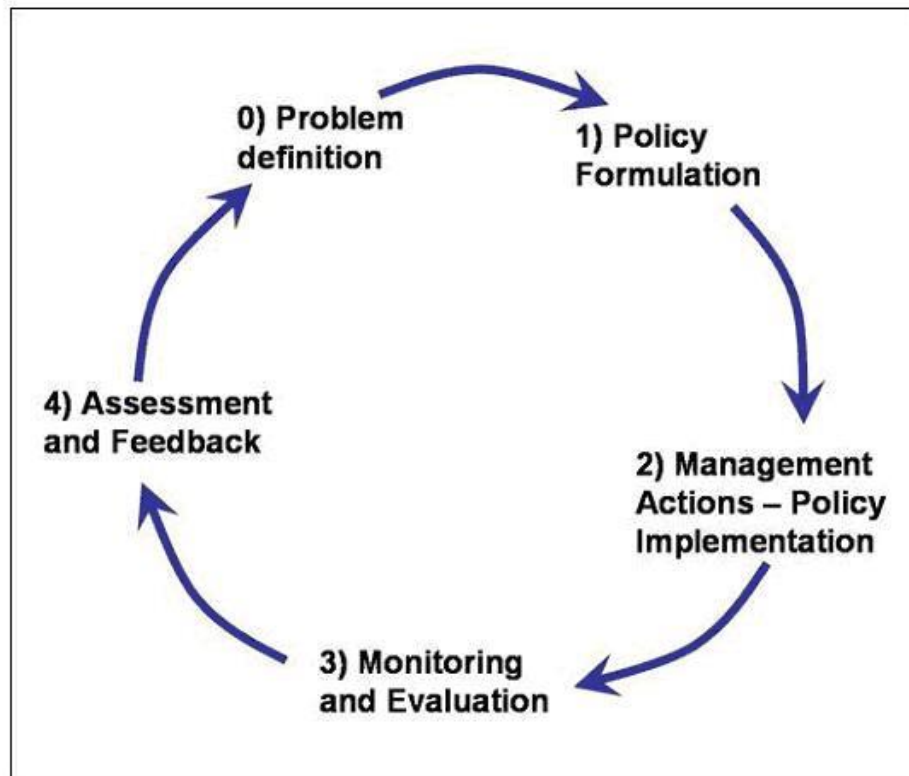 0) Problem
definition
1) Policy
Formulation
2) Management
Actions – Policy
Implementation
3) Monitoring
and Evaluation
4) Assessment
and Feedback